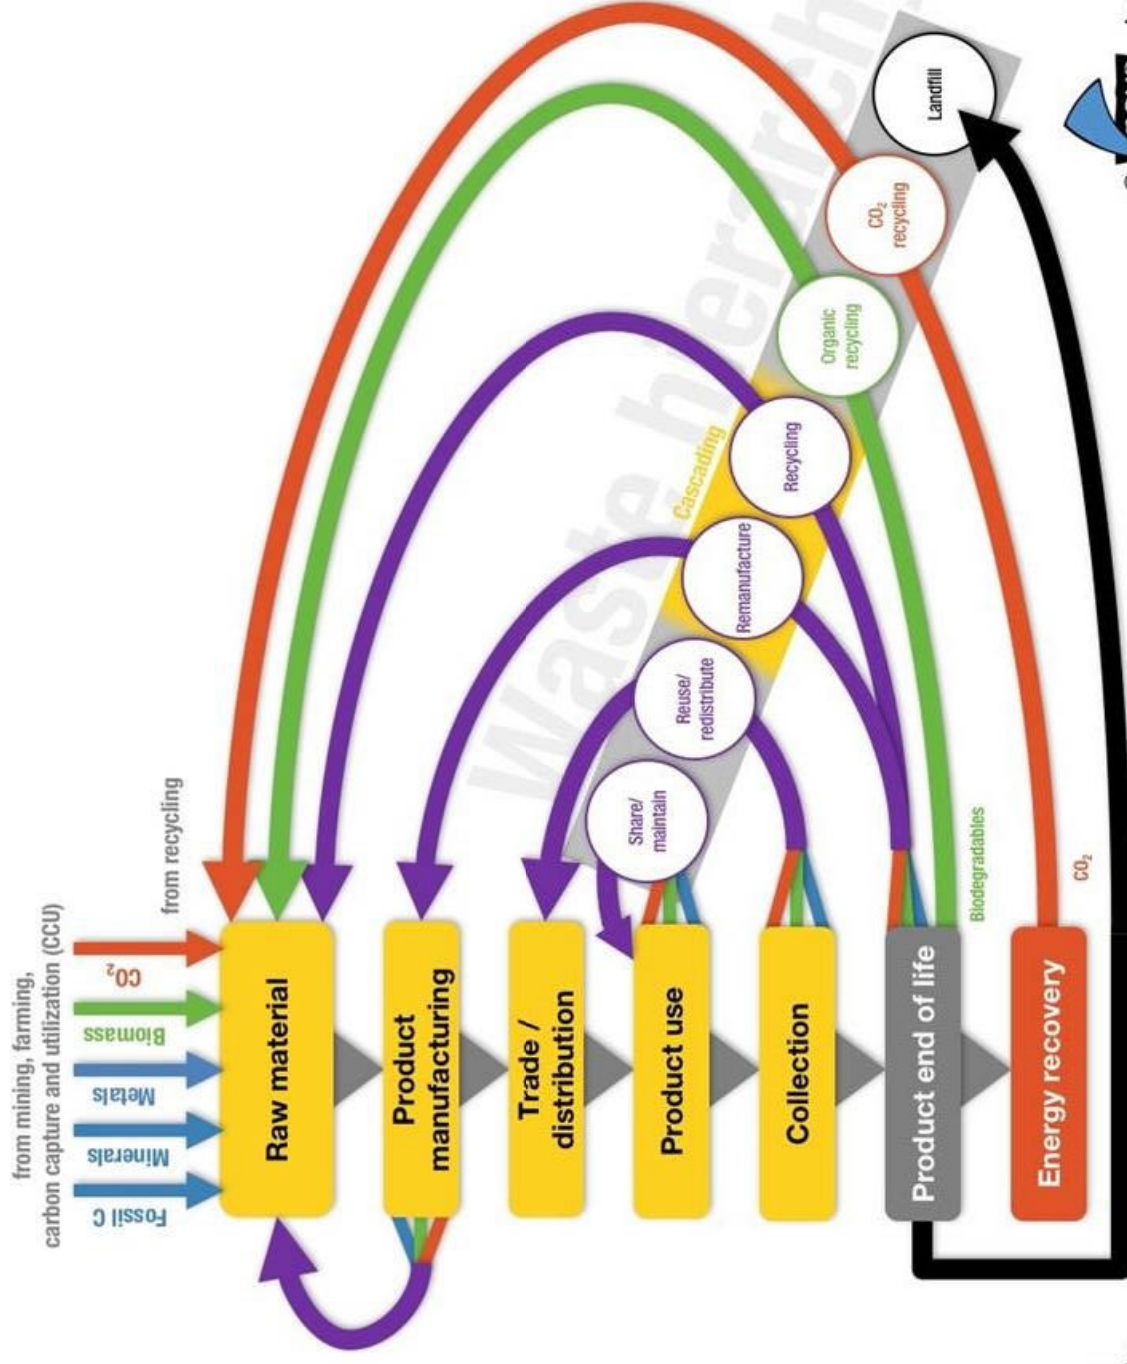 from mining, farming,
carbon capture and utilization (CCU)
from recycling
Fossil C
Minerals
Metals
Biomass
CO₂
Raw material
Product
manufacturing
Trade /
distribution
Product use
Collection
Product end of life
Energy recovery
Share/
maintain
Reuse/
redistribute
Remanufacture
Recycling
Organic
recycling
CO₂
recycling
Landfill
Cascading
Biodegradables
CO₂